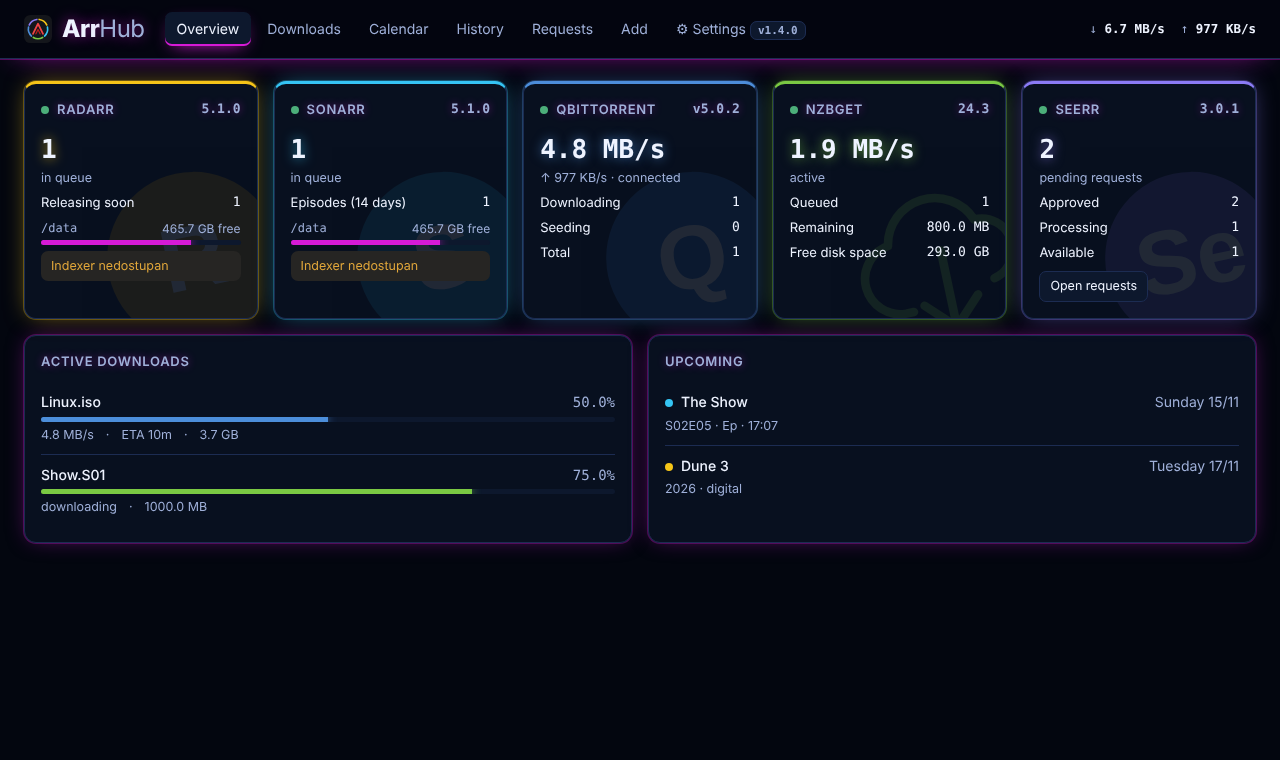 ArrHub Overview Downloads Calendar History Requests Add ⚙ Settings v1.4.0 ↓ 6.7 MB/s ↑ 977 KB/s
RADARR 5.1.0
1
in queue
Releasing soon 1
/data 465.7 GB free
Indexer nedostupan
SONARR 5.1.0
1
in queue
Episodes (14 days) 1
/data 465.7 GB free
Indexer nedostupan
QBITTORRENT v5.0.2
4.8 MB/s
↑ 977 KB/s · connected
Downloading 1
Seeding 0
Total 1
Q
NZBGET 24.3
1.9 MB/s
active
Queued 1
Remaining 800.0 MB
Free disk space 293.0 GB
SEERR 3.0.1
2
pending requests
Approved 2
Processing 1
Available 1
Open requests
Se
ACTIVE DOWNLOADS
Linux.iso 50.0%
4.8 MB/s · ETA 10m · 3.7 GB
Show.S01 75.0%
downloading · 1000.0 MB
UPCOMING
The Show Sunday 15/11
S02E05 · Ep · 17:07
Dune 3 Tuesday 17/11
2026 · digital